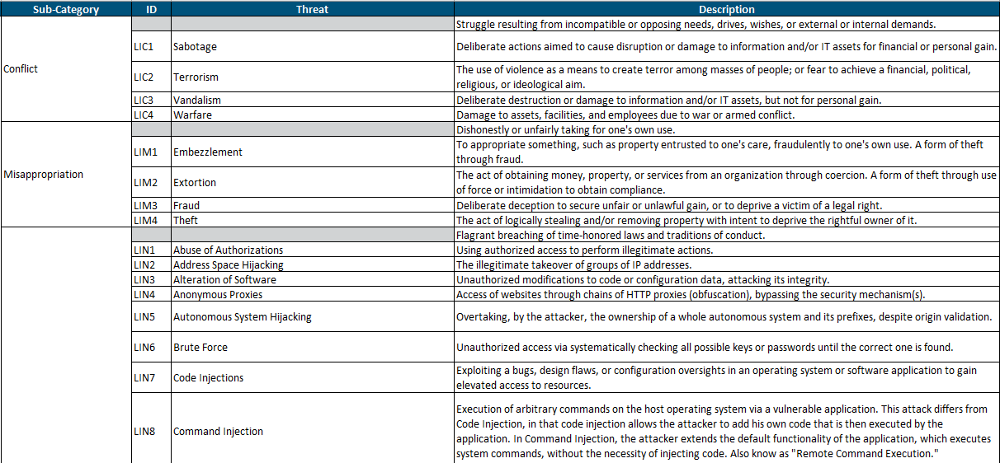 Sub-Category ID Threat Description
Struggle resulting from incompatible or opposing needs, drives, wishes, or external or internal demands.
Conflict
LIC1 Sabotage Deliberate actions aimed to cause disruption or damage to information and/or IT assets for financial or personal gain.
LIC2 Terrorism The use of violence as a means to create terror among masses of people; or fear to achieve a financial, political,
religious, or ideological aim.
LIC3 Vandalism Deliberate destruction or damage to information and/or IT assets, but not for personal gain.
LIC4 Warfare Damage to assets, facilities, and employees due to war or armed conflict.
Dishonestly or unfairly taking for one's own use.
Misappropriation
LIM1 Embezzlement To appropriate something, such as property entrusted to one's care, fraudulently to one's own use. A form of theft
through fraud.
LIM2 Extortion The act of obtaining money, property, or services from an organization through coercion. A form of theft through use
of force or intimidation to obtain compliance.
LIM3 Fraud Deliberate deception to secure unfair or unlawful gain, or to deprive a victim of a legal right.
LIM4 Theft The act of logically stealing and/or removing property with intent to deprive the rightful owner of it.
Flagrant breaching of time-honored laws and traditions of conduct.
LIN1 Abuse of Authorizations Using authorized access to perform illegitimate actions.
LIN2 Address Space Hijacking The illegitimate takeover of groups of IP addresses.
LIN3 Alteration of Software Unauthorized modifications to code or configuration data, attacking its integrity.
LIN4 Anonymous Proxies Access of websites through chains of HTTP proxies (obfuscation), bypassing the security mechanism(s).
LIN5 Autonomous System Hijacking Overtaking, by the attacker, the ownership of a whole autonomous system and its prefixes, despite origin validation.
LIN6 Brute Force Unauthorized access via systematically checking all possible keys or passwords until the correct one is found.
LIN7 Code Injections Exploiting a bugs, design flaws, or configuration oversights in an operating system or software application to gain
elevated access to resources.
LIN8 Command Injection Execution of arbitrary commands on the host operating system via a vulnerable application. This attack differs from
Code Injection, in that code injection allows the attacker to add his own code that is then executed by the
application. In Command Injection, the attacker extends the default functionality of the application, which executes
system commands, without the necessity of injecting code. Also know as "Remote Command Execution."